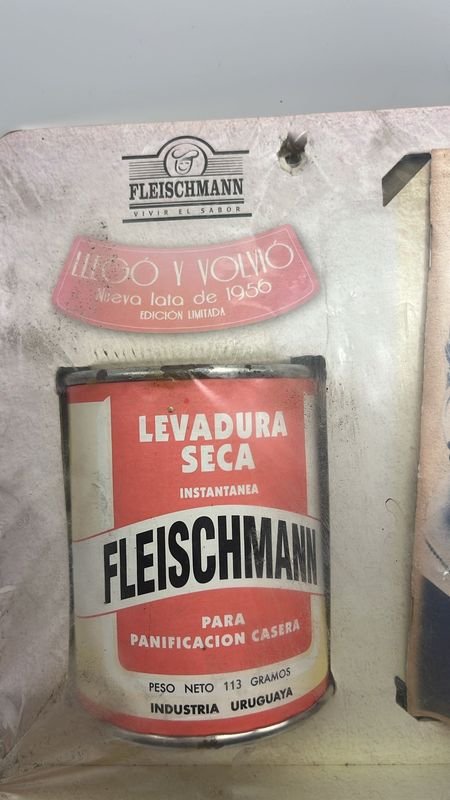 FLEISCHMANN
VIVIR EL SABOR
LLEGÓ Y VOLVIÓ
Nueva lata de 1956
EDICIÓN LIMITADA
LEVADURA
SECA
INSTANTANEA
FLEISCHMANN
PARA
PANIFICACION CASERA
PESO NETO 113 GRAMOS
INDUSTRIA URUGUAYA